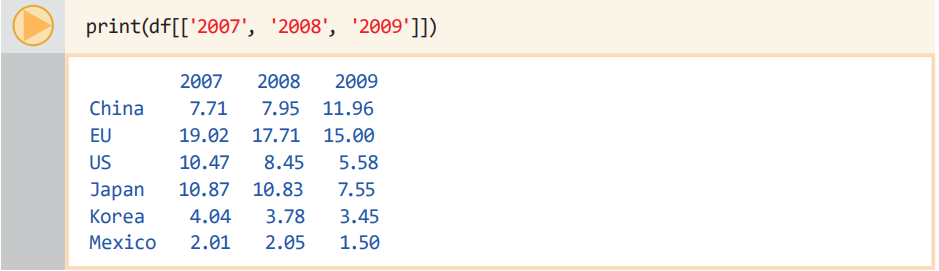 print(df[['2007', '2008', '2009']])
2007 2008 2009
China 7.71 7.95 11.96
EU 19.02 17.71 15.00
US 10.47 8.45 5.58
Japan 10.87 10.83 7.55
Korea 4.04 3.78 3.45
Mexico 2.01 2.05 1.50